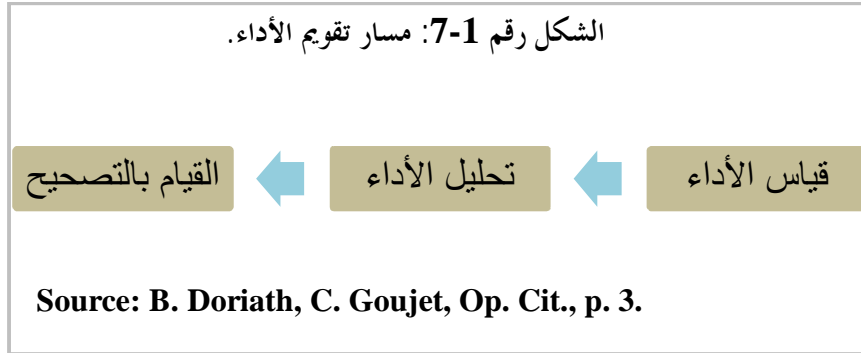 الشكل رقم 1-7: مسار تقويم الأداء.
قياس الأداء
تحليل الأداء
القيام بالتصحيح
Source: B. Doriath, C. Goujet, Op. Cit., p. 3.